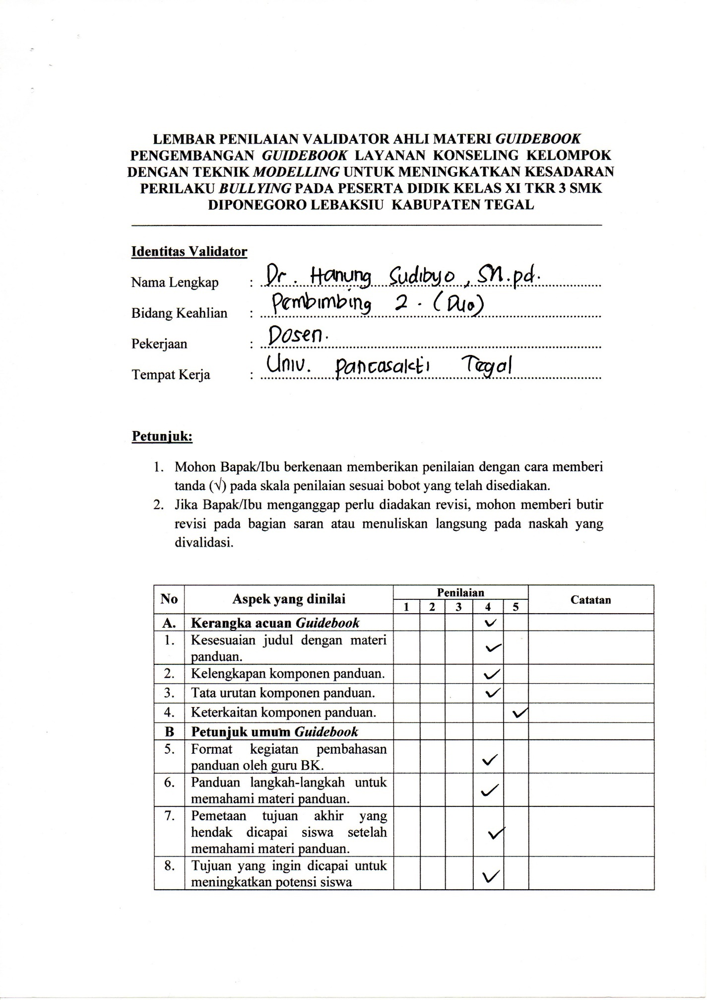 LEMBAR PENILAIAN VALIDATOR AHLI MATERI GUIDEBOOK
PENGEMBANGAN GUIDEBOOK LAYANAN KONSELING KELOMPOK
DENGAN TEKNIK MODELLING UNTUK MENINGKATKAN KESADARAN
PERILAKU BULLYING PADA PESERTA DIDIK KELAS XI TKR 3 SMK
DIPONEGORO LEBAKSIU KABUPATEN TEGAL
Identitas Validator
Nama Lengkap : Dr. Hanung Sudibyo, SM.pd.
Bidang Keahlian : Pembimbing 2. (Dua)
Pekerjaan : Dosen.
Tempat Kerja : Univ. Pancasakti Tegal
Petunjuk:
1. Mohon Bapak/Ibu berkenaan memberikan penilaian dengan cara memberi
tanda (√) pada skala penilaian sesuai bobot yang telah disediakan.
2. Jika Bapak/Ibu menganggap perlu diadakan revisi, mohon memberi butir
revisi pada bagian saran atau menuliskan langsung pada naskah yang
divalidasi.
No Aspek yang dinilai Penilaian Catatan
1 2 3 4 5
A. Kerangka acuan Guidebook ✓
1. Kesesuaian judul dengan materi
panduan. ✓
2. Kelengkapan komponen panduan. ✓
3. Tata urutan komponen panduan. ✓
4. Keterkaitan komponen panduan. ✓
B Petunjuk umum Guidebook
5. Format kegiatan pembahasan
panduan oleh guru BK. ✓
6. Panduan langkah-langkah untuk
memahami materi panduan. ✓
7. Pemetaan tujuan akhir yang
hendak dicapai siswa setelah ✓
memahami materi panduan.
8. Tujuan yang ingin dicapai untuk
meningkatkan potensi siswa ✓